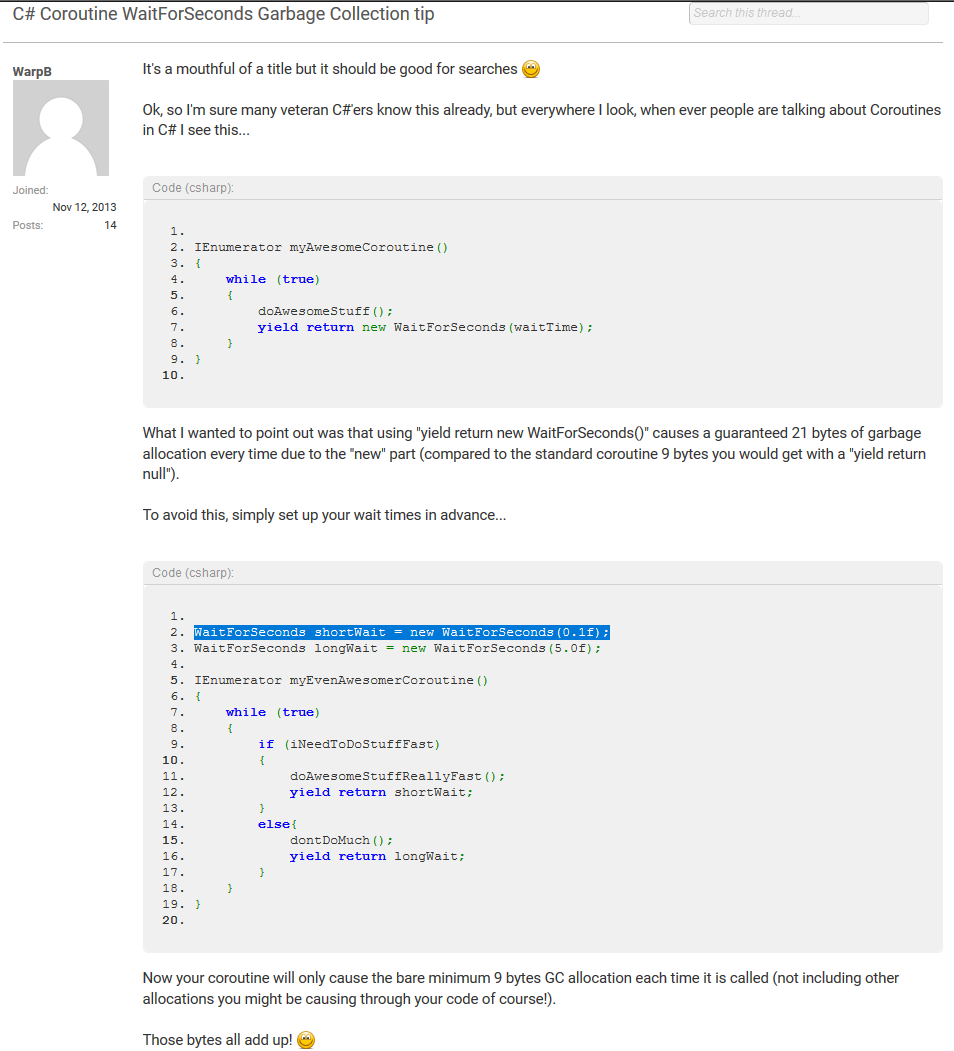 C# Coroutine WaitForSeconds Garbage Collection tip
Search this thread...
WarpB
Joined:
Nov 12, 2013
Posts:
14
It's a mouthful of a title but it should be good for searches
Ok, so I'm sure many veteran C#'ers know this already, but everywhere I look, when ever people are talking about Coroutines
in C# I see this...
Code (csharp):
1.
2. IEnumerator myAwesomeCoroutine()
3. {
4.     while (true)
5.     {
6.         doAwesomeStuff();
7.         yield return new WaitForSeconds(waitTime);
8.     }
9. }
10.
What I wanted to point out was that using "yield return new WaitForSeconds()" causes a guaranteed 21 bytes of garbage
allocation every time due to the "new" part (compared to the standard coroutine 9 bytes you would get with a "yield return
null").
To avoid this, simply set up your wait times in advance...
Code (csharp):
1.
2. WaitForSeconds shortWait = new WaitForSeconds(0.1f);
3. WaitForSeconds longWait = new WaitForSeconds(5.0f);
4.
5. IEnumerator myEvenAwesomerCoroutine()
6. {
7.     while (true)
8.     {
9.         if (iNeedToDoStuffFast)
10.         {
11.             doAwesomeStuffReallyFast();
12.             yield return shortWait;
13.         }
14.         else{
15.             dontDoMuch();
16.             yield return longWait;
17.         }
18.     }
19. }
20.
Now your coroutine will only cause the bare minimum 9 bytes GC allocation each time it is called (not including other
allocations you might be causing through your code of course!).
Those bytes all add up!